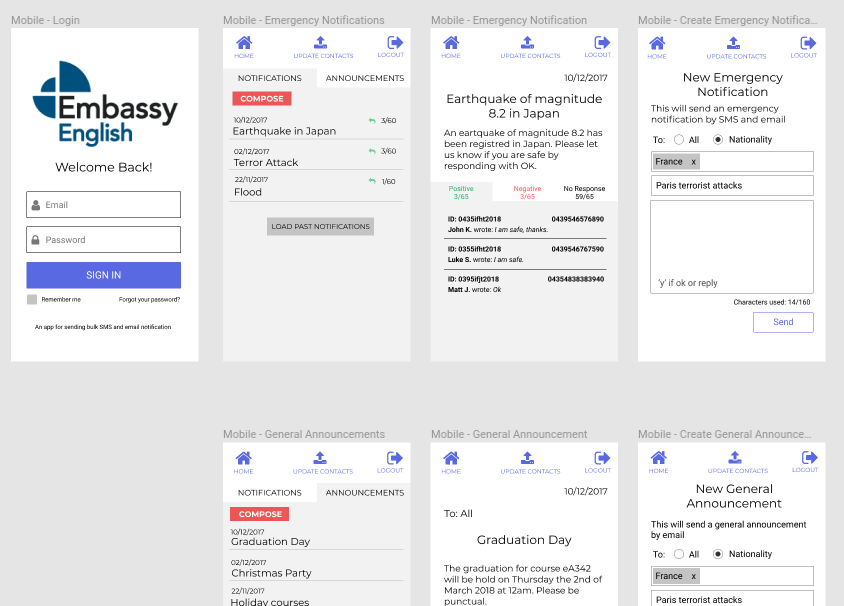 Mobile - Login
Embassy
English
Welcome Back!
Email
Password
SIGN IN
Remember me
Forgot your password?
An app for sending bulk SMS and email notification
Mobile - Emergency Notifications
HOME
UPDATE CONTACTS
LOGOUT
NOTIFICATIONS
ANNOUNCEMENTS
COMPOSE
10/12/2017
3/60
Earthquake in Japan
02/12/2017
3/60
Terror Attack
22/11/2017
1/60
Flood
LOAD PAST NOTIFICATIONS
Mobile - Emergency Notification
HOME
UPDATE CONTACTS
LOGOUT
10/12/2017
Earthquake of magnitude
8.2 in Japan
An eartquake of magnitude 8.2 has
been registred in Japan. Please let
us know if you are safe by
responding with OK.
Positive
3/65
Negative
3/65
No Response
59/65
ID: 0435ifht2018
0439546576890
John K. wrote: I am safe, thanks.
ID: 0355ifht2018
0439546767590
Luke S. wrote: I am safe.
ID: 0395ifjt2018
04354838383940
Matt J. wrote: Ok
Mobile - Create Emergency Notifica...
HOME
UPDATE CONTACTS
LOGOUT
New Emergency
Notification
This will send an emergency
notification by SMS and email
To: All Nationality
France x
Paris terrorist attacks
'y' if ok or reply
Characters used: 14/160
Send
Mobile - General Announcements
HOME
UPDATE CONTACTS
LOGOUT
NOTIFICATIONS
ANNOUNCEMENTS
COMPOSE
10/12/2017
Graduation Day
02/12/2017
Christmas Party
22/11/2017
Holiday courses
Mobile - General Announcement
HOME
UPDATE CONTACTS
LOGOUT
10/12/2017
To: All
Graduation Day
The graduation for course eA342
will be hold on Thursday the 2nd of
March 2018 at 12am. Please be
punctual.
Mobile - Create General Announce...
HOME
UPDATE CONTACTS
LOGOUT
New General
Announcement
This will send a general announcement
by email
To: All Nationality
France x
Paris terrorist attacks